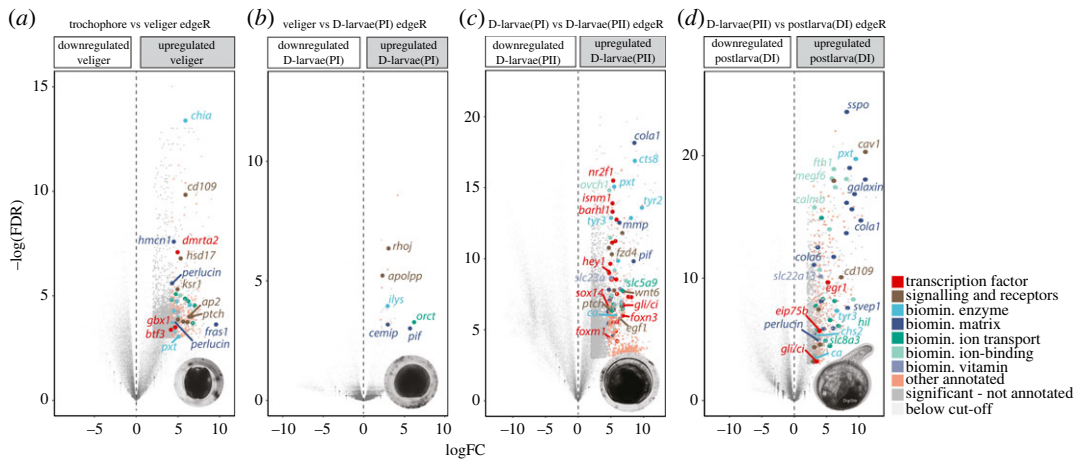 (a) (b) (c) (d)
trochophore vs veliger edgeR
veliger vs D-larvae(PI) edgeR
D-larvae(PI) vs D-larvae(PII) edgeR
D-larvae(PII) vs postlarva(DI) edgeR
downregulated
veliger
upregulated
veliger
downregulated
D-larvae(PI)
upregulated
D-larvae(PI)
downregulated
D-larvae(PII)
upregulated
D-larvae(PII)
downregulated
postlarva(DI)
upregulated
postlarva(DI)
−log(FDR)
15
10
5
0
chia
cd109
hmcn1
dmrta2
hsd17
perlucin
ksr1
ap2
ptch
gbx1
btf3
fras1
perlucin
pxt
−5 0 5 10
13
10
5
0
rhoj
apolpp
ilys
orct
cemip
pif
−10 −5 0 5 10
20
15
10
5
0
cola1
cts8
nr2f1
ovch1
pxt
isnm1
tyr2
barhl1
tyr3
mmp
fzd4
pif
hey1
slc23a
slc5a9
sox14
wnt6
ptch
gli/ci
ca
foxn3
egf1
foxm1
−10 −5 0 5 10
20
10
0
sspo
cav1
pxt
ftb1
megf6
galaxin
calmb
cola1
cola6
slc22a13
cd109
egr1
svep1
eip75b
tyr3
hil
perlucin
chs2
slc8a3
gli/ci
ca
−10 −5 0 5 10
logFC
transcription factor
signalling and receptors
biomin. enzyme
biomin. matrix
biomin. ion transport
biomin. ion-binding
biomin. vitamin
other annotated
significant - not annotated
below cut-off